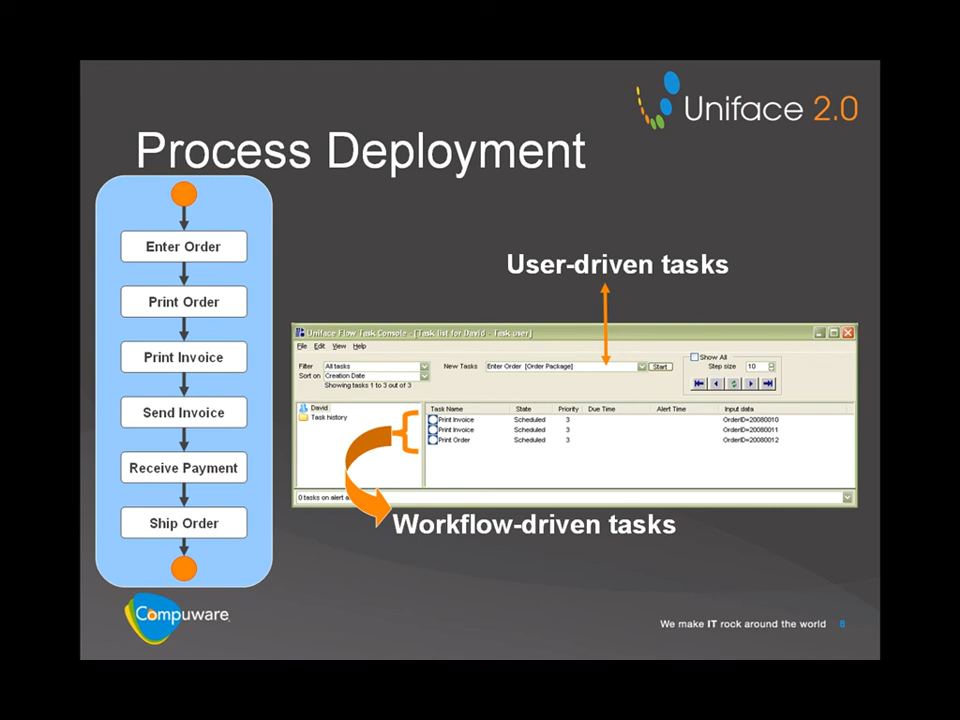 Uniface 2.0
Process Deployment
Enter Order
Print Order
Print Invoice
Send Invoice
Receive Payment
Ship Order
User-driven tasks
Uniface Flow Task Console - [Task list for David - Task user]
File Edit View Help
Filter All tasks New Tasks Enter Order [Order Package] Start Show All
Sort on Creation Date Step size 10
Showing tasks 1 to 3 out of 3
David
Task history
Task Name State Priority Due Time Alert Time Input data
Print Invoice Scheduled 3 OrderID=20080010
Print Invoice Scheduled 3 OrderID=20080011
Print Order Scheduled 3 OrderID=20080012
0 tasks on alert
Workflow-driven tasks
Compuware
We make IT rock around the world 8